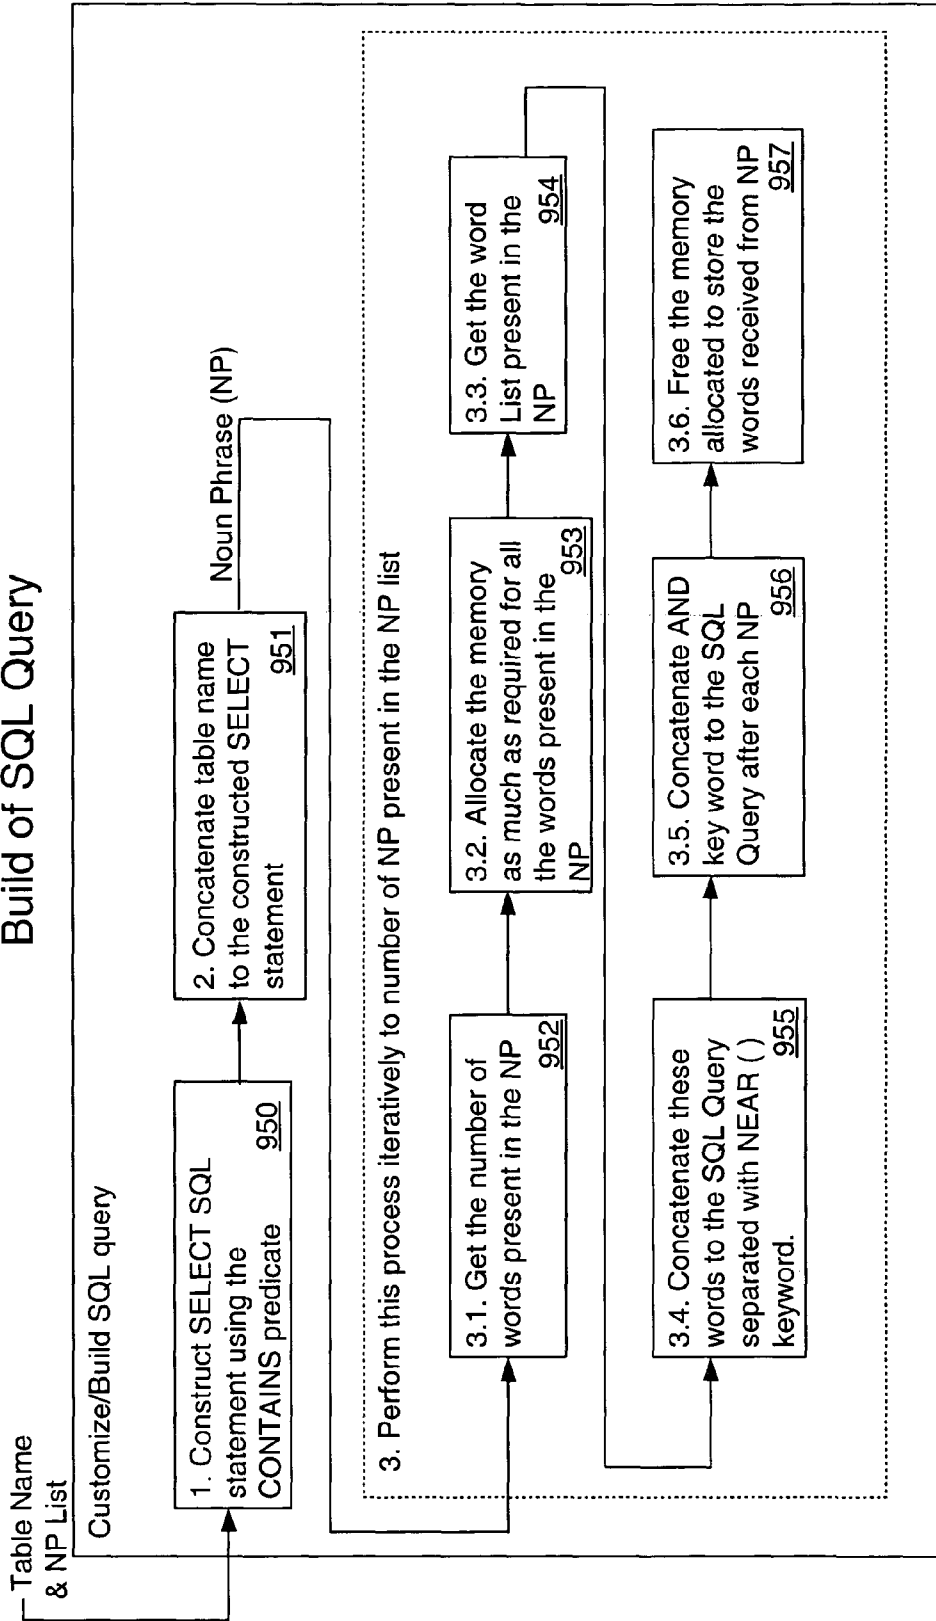 Build of SQL Query
Table Name
& NP List
Customize/Build SQL query
1. Construct SELECT SQL
statement using the
CONTAINS predicate
950
2. Concatenate table name
to the constructed SELECT
statement
951
Noun Phrase (NP)
3. Perform this process iteratively to number of NP present in the NP list
3.1. Get the number of
words present in the NP
952
3.2. Allocate the memory
as much as required for all
the words present in the
NP
953
3.3. Get the word
List present in the
NP
954
3.4. Concatenate these
words to the SQL Query
separated with NEAR ( )
keyword.
955
3.5. Concatenate AND
key word to the SQL
Query after each NP
956
3.6. Free the memory
allocated to store the
words received from NP
957